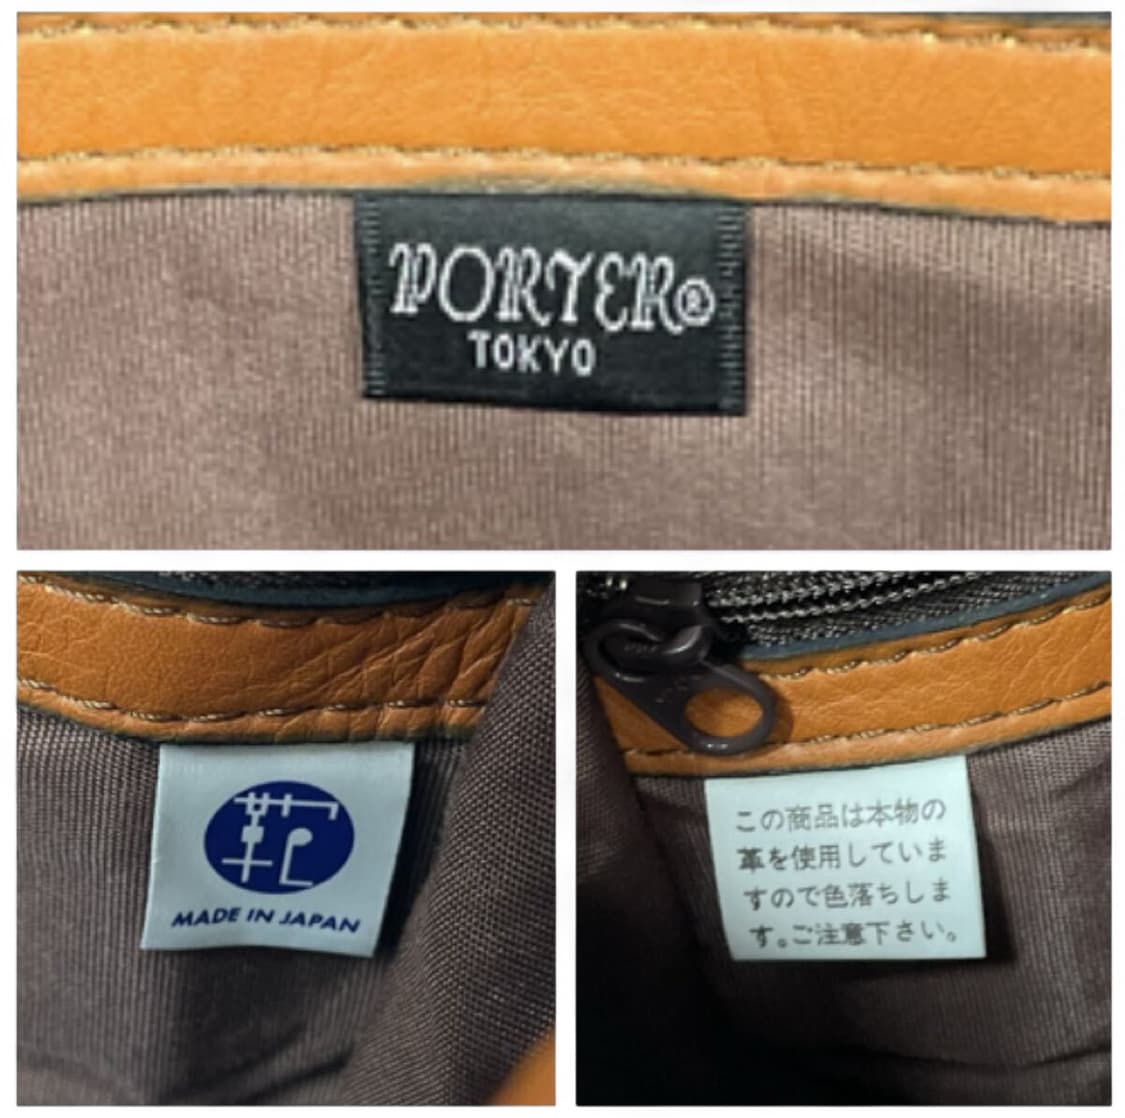 PORTER®
TOKYO
鞄
MADE IN JAPAN
この商品は本物の
革を使用していま
すので色落ちしま
す。ご注意下さい。